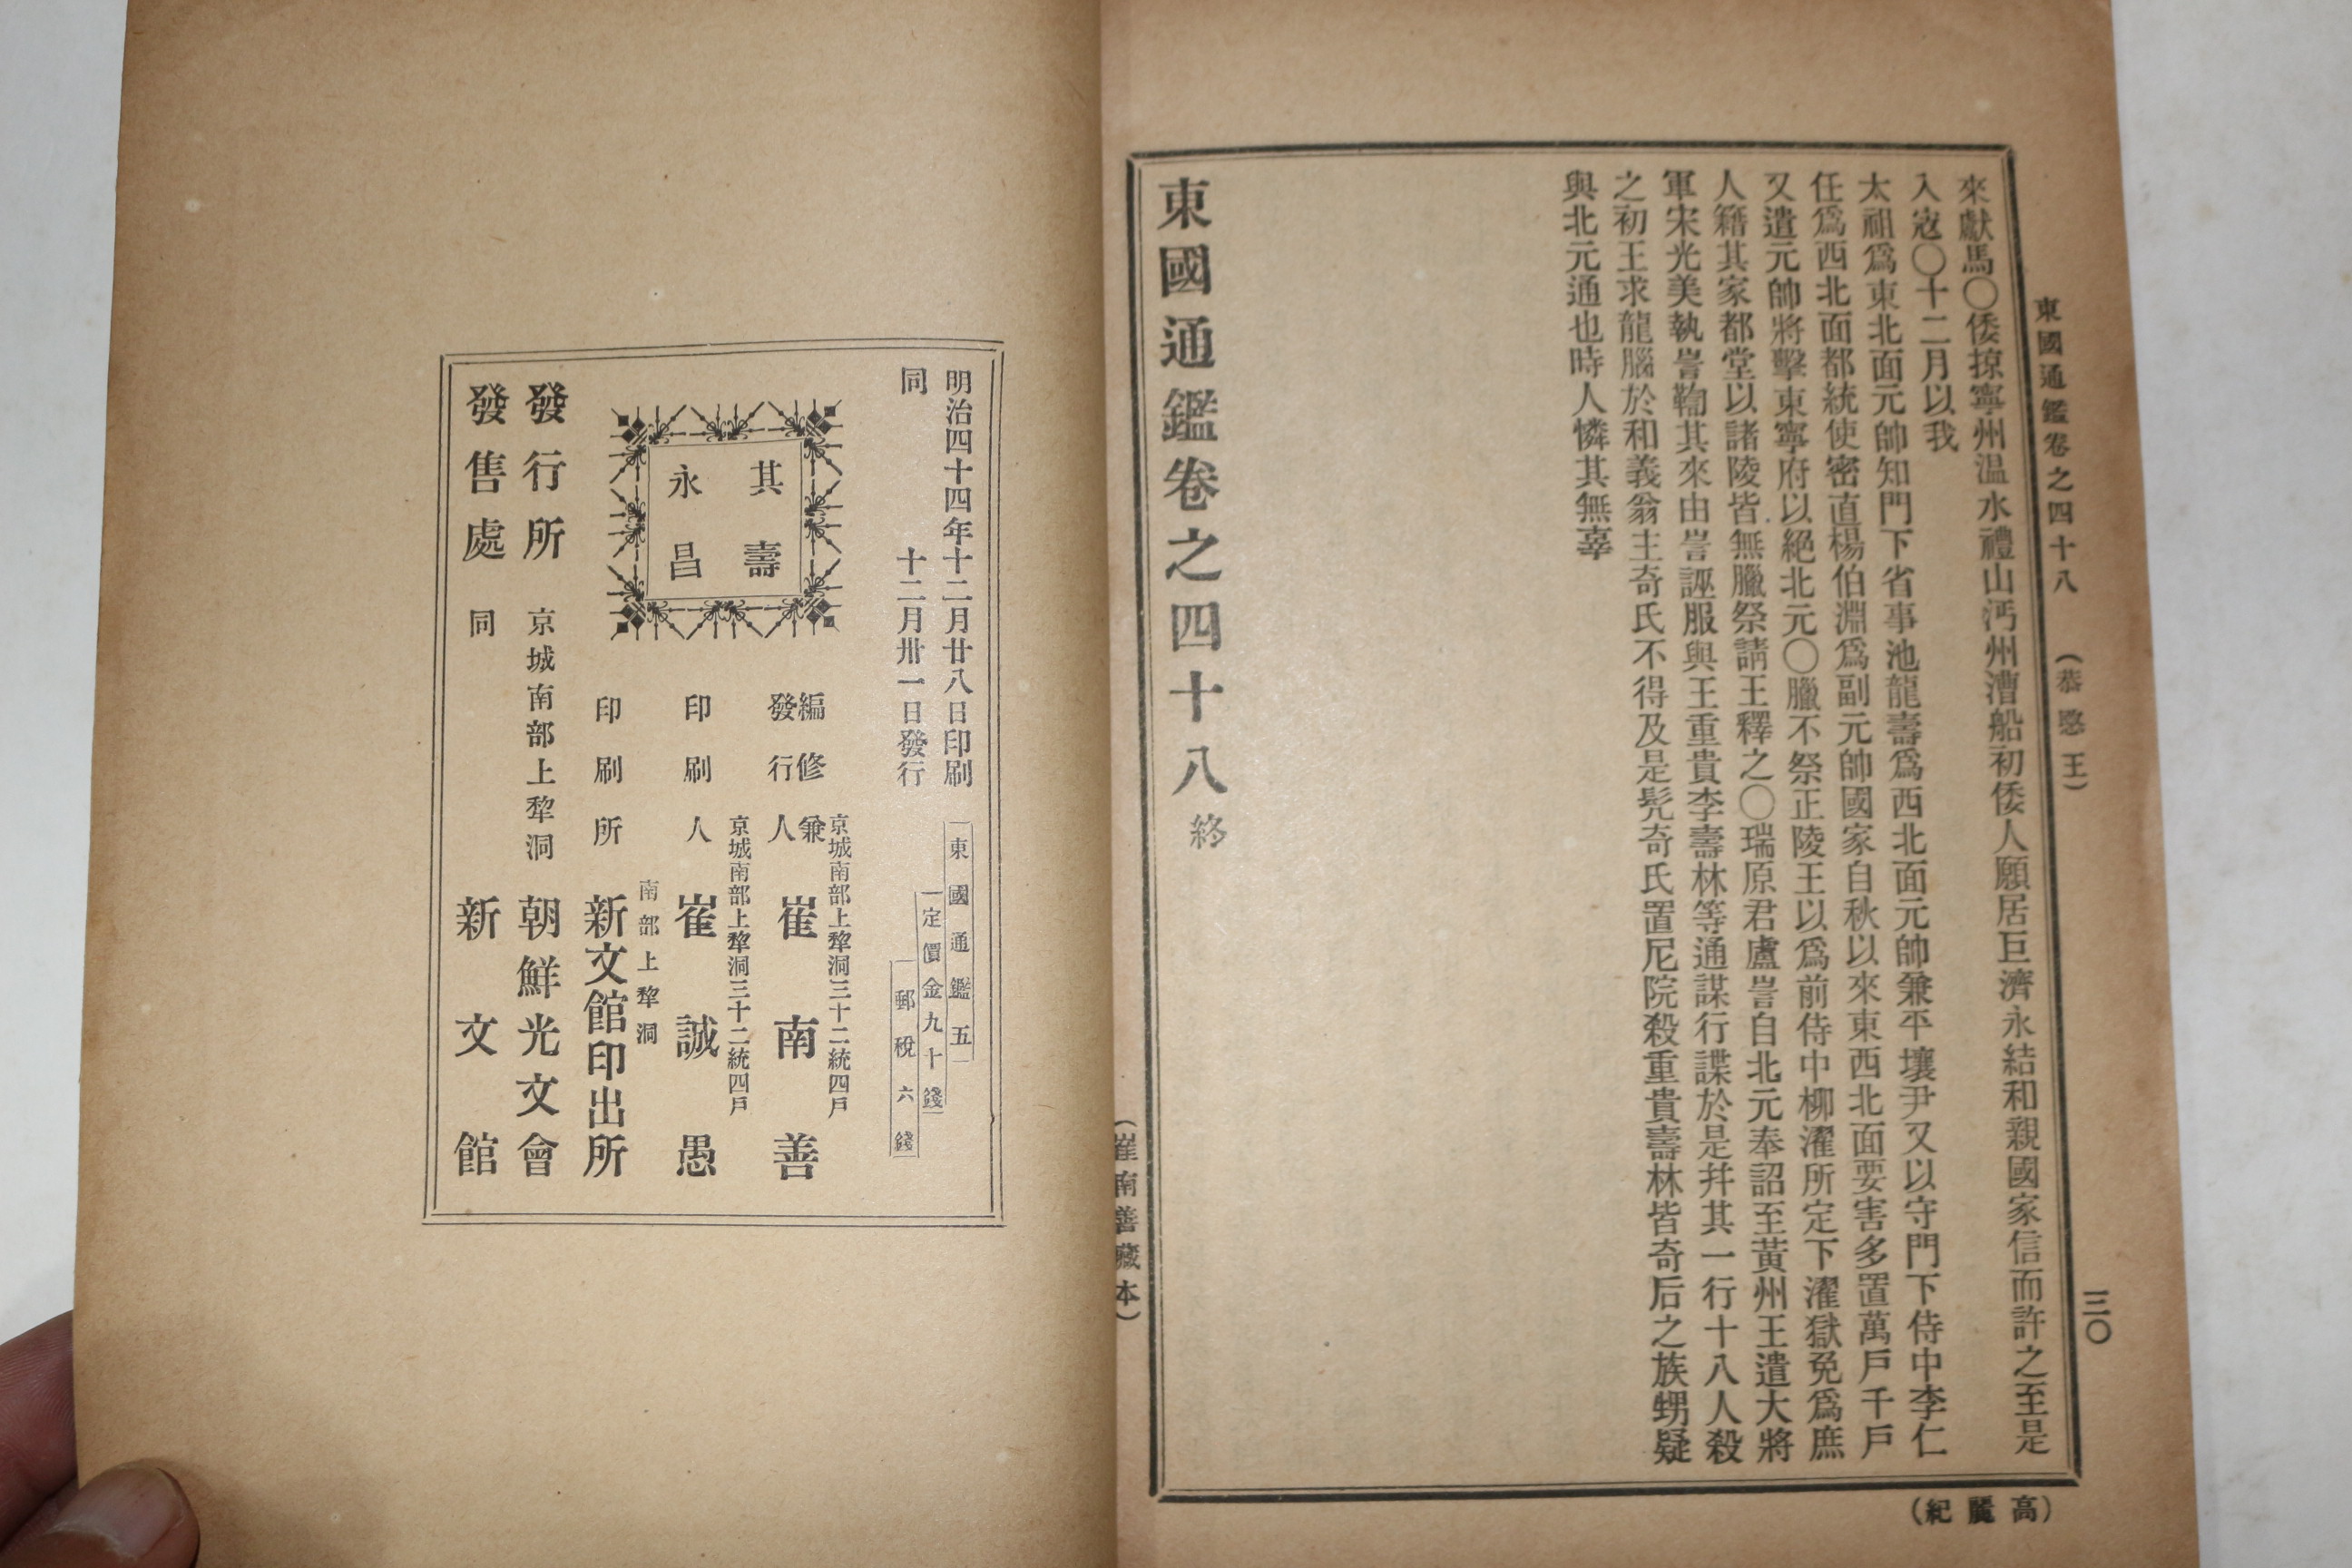 東國通鑑卷之四十八　(恭愍王)　三〇
(高麗紀)
來獻馬〇倭掠寧州温水禮山沔州漕船初倭人願居巨濟永結和親國家信而許之至是
入寇〇十二月以我
太祖爲東北面元帥知門下省事池龍壽爲西北面元帥兼平壤尹又以守門下侍中李仁
任爲西北面都統使密直楊伯淵爲副元帥國家自秋以來東西北面要害多置萬戶千戶
又遣元帥將擊東寧府以絕北元〇臘不祭正陵王以爲前侍中柳濯所定下濯獄免爲庶
人籍其家都堂以諸陵皆無臘祭請王釋之〇瑞原君盧訔自北元奉詔至黃州王遣大將
軍宋光美執訔鞫其來由訔誣服與王重貴李壽林等通謀行諜於是幷其一行十八人殺
之初王求龍腦於和義翁主奇氏不得及是髡奇氏置尼院殺重貴壽林皆奇后之族甥疑
與北元通也時人憐其無辜
東國通鑑卷之四十八終
(崔南善藏本)
明治四十四年十二月廿八日印刷
同　十二月卅一日發行
東國通鑑五
定價金九十錢
郵稅六錢
其壽
永昌
京城南部上犂洞三十二統四戶
編修兼
發行人　崔南善
京城南部上犂洞三十二統四戶
印刷人　崔誠愚
南部上犂洞
印刷所　新文館印出所
發行所　京城南部上犂洞　朝鮮光文會
發售處　同　新文館